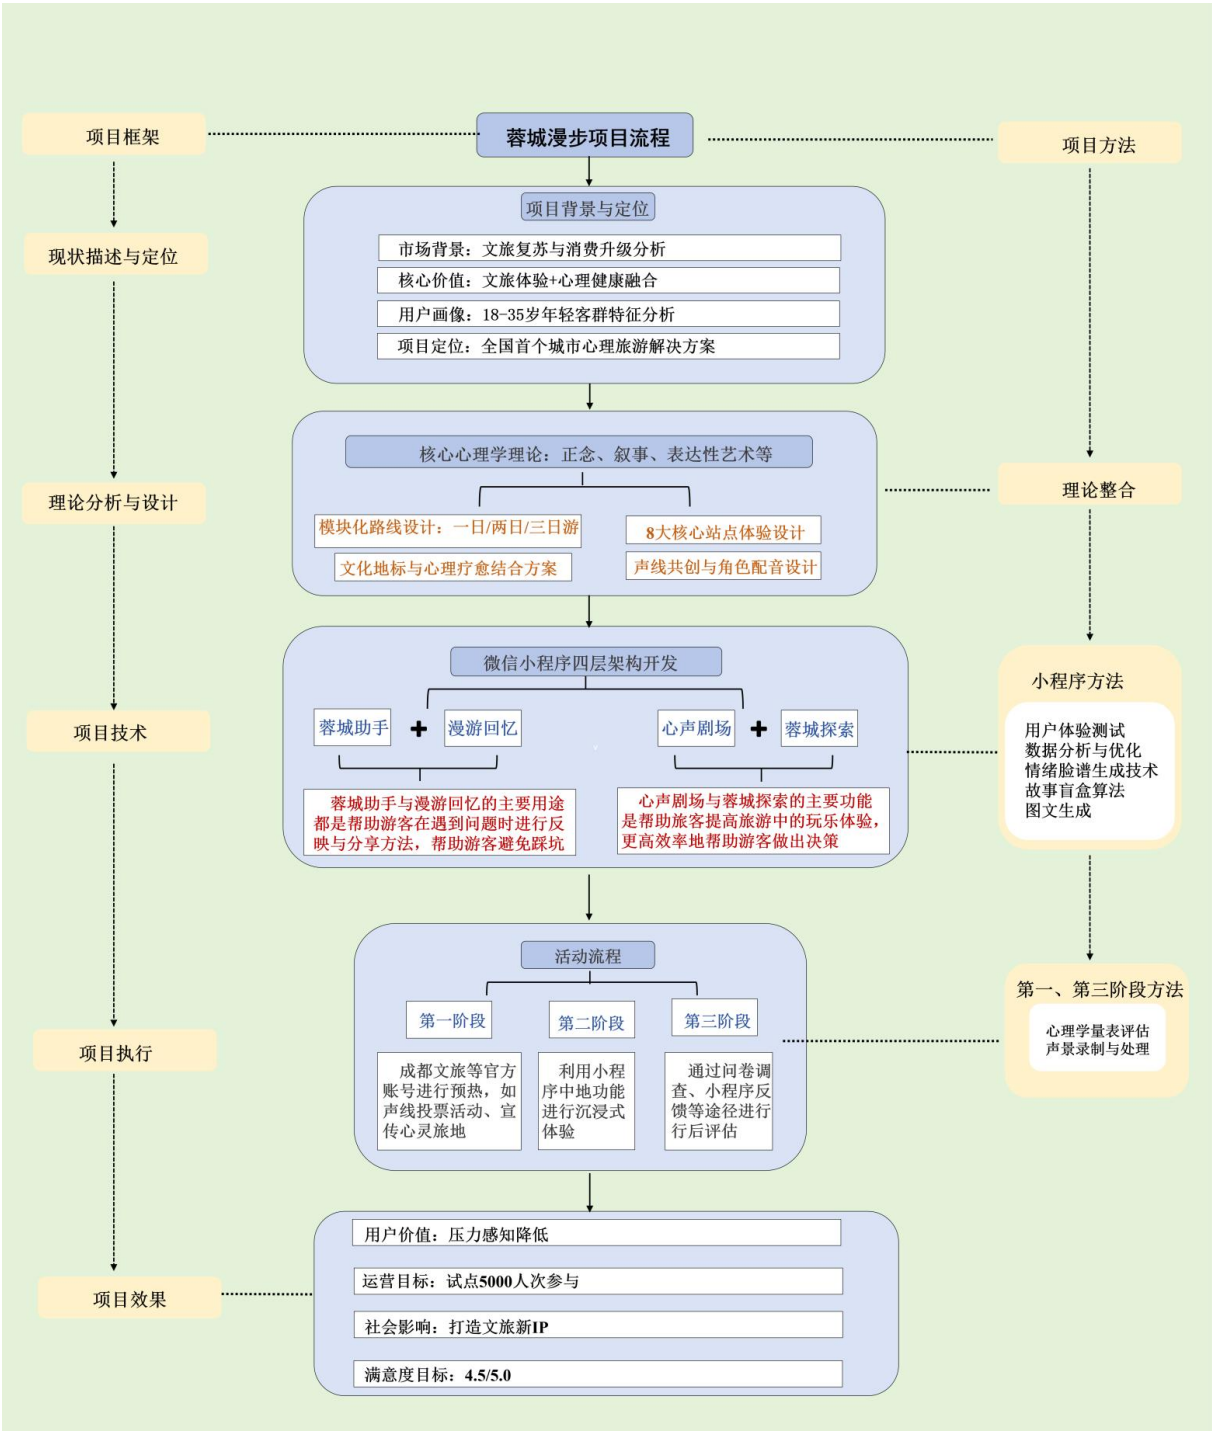 项目框架
蓉城漫步项目流程
项目方法
项目背景与定位
现状描述与定位
市场背景：文旅复苏与消费升级分析
核心价值：文旅体验+心理健康融合
用户画像：18-35岁年轻客群特征分析
项目定位：全国首个城市心理旅游解决方案
核心心理学理论：正念、叙事、表达性艺术等
理论分析与设计
理论整合
模块化路线设计：一日/两日/三日游
8大核心站点体验设计
文化地标与心理疗愈结合方案
声线共创与角色配音设计
微信小程序四层架构开发
项目技术
蓉城助手
漫游回忆
心声剧场
蓉城探索
蓉城助手与漫游回忆的主要用途
都是帮助游客在遇到问题时进行反
映与分享方法，帮助游客避免踩坑
心声剧场与蓉城探索的主要功能
是帮助旅客提高旅游中的玩乐体验，
更高效率地帮助游客做出决策
小程序方法
用户体验测试
数据分析与优化
情绪脸谱生成技术
故事盲盒算法
图文生成
活动流程
项目执行
第一阶段
第二阶段
第三阶段
成都文旅等官方
账号进行预热，如
声线投票活动、宣
传心灵旅地
利用小程
序中地功能
进行沉浸式
体验
通过问卷调
查、小程序反
馈等途径进行
行后评估
第一、第三阶段方法
心理学量表评估
声景录制与处理
项目效果
用户价值：压力感知降低
运营目标：试点5000人次参与
社会影响：打造文旅新IP
满意度目标：4.5/5.0